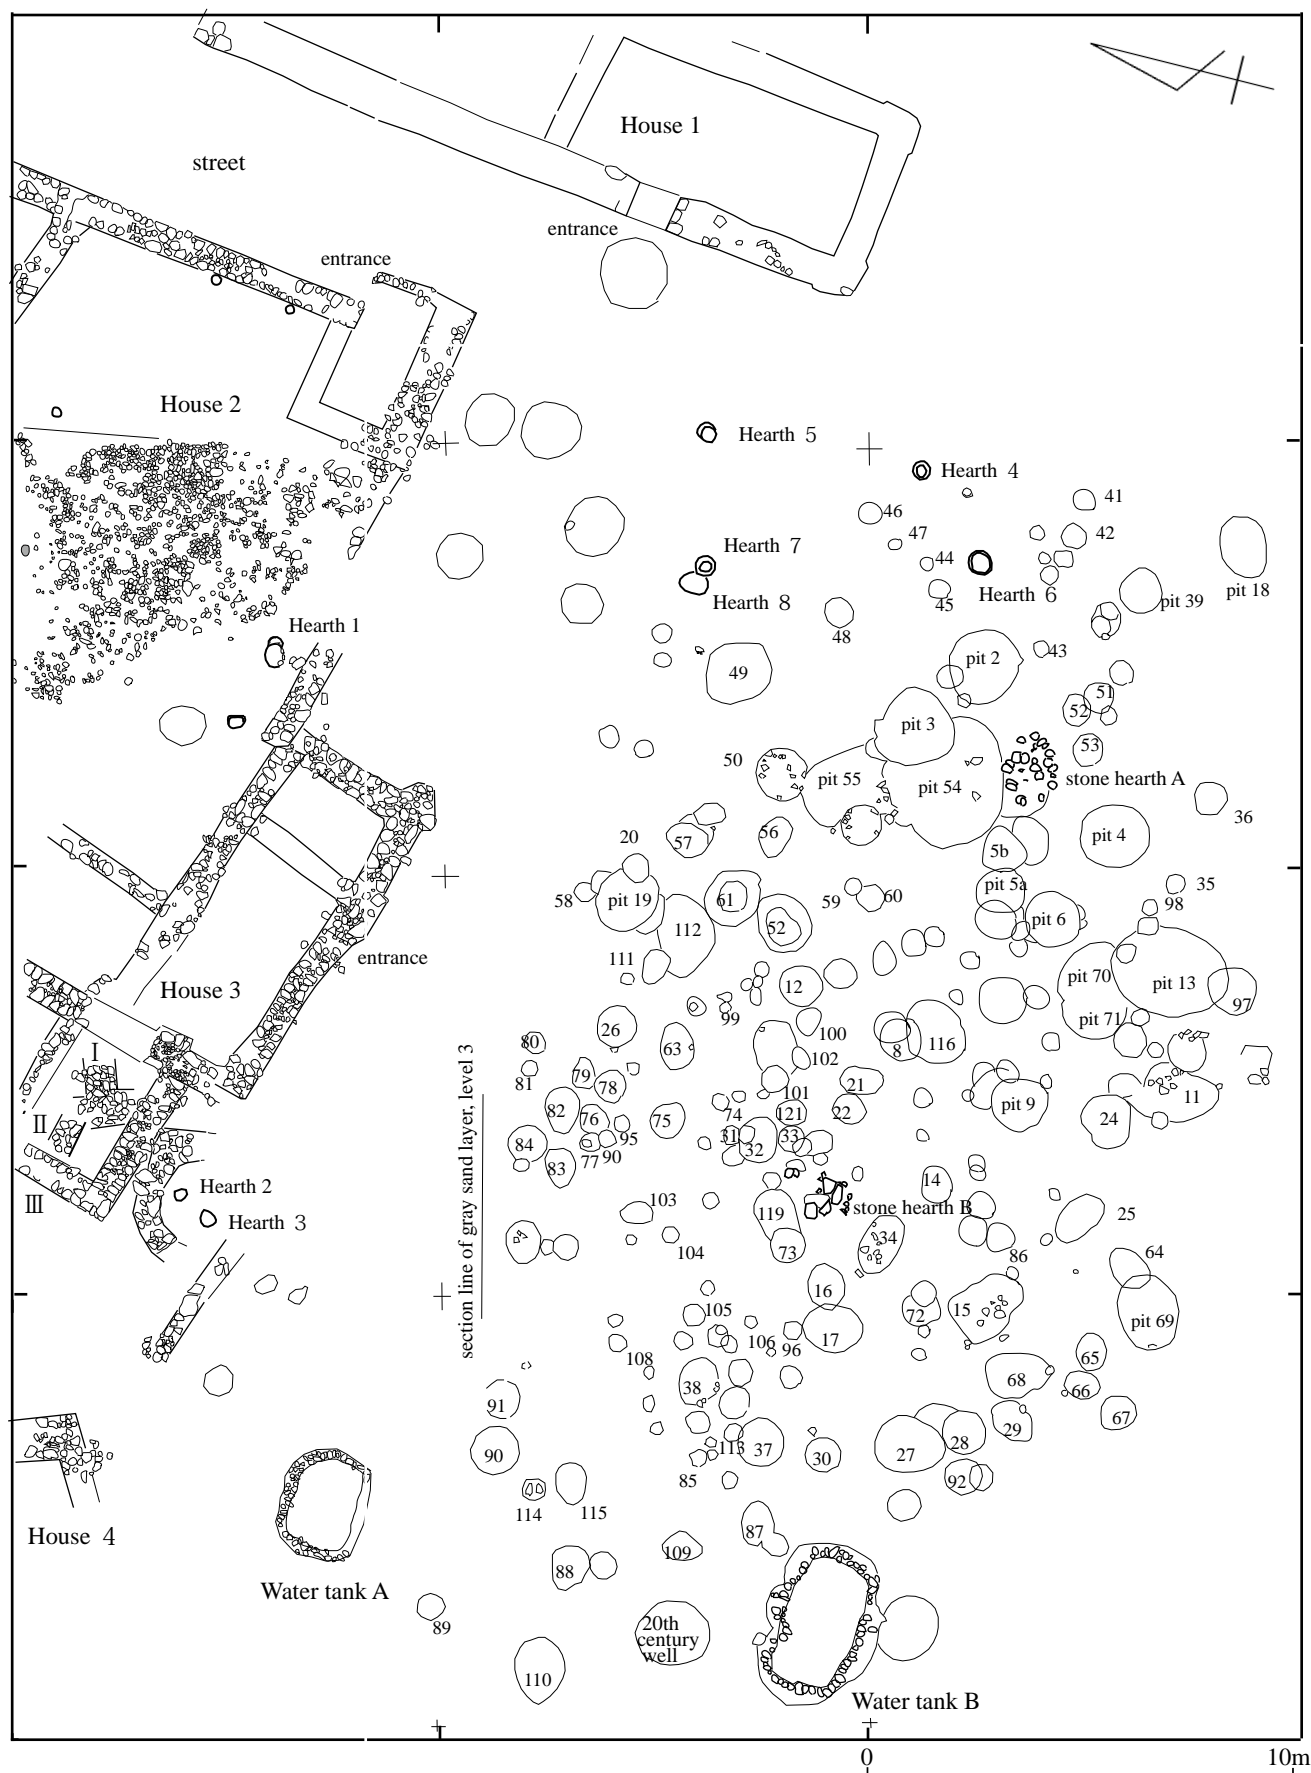 House 1
street
entrance
entrance
House 2
Hearth 5
Hearth 4
41
46
47
42
Hearth 7
44
Hearth 6
pit 39
pit 18
Hearth 8
45
48
Hearth 1
43
pit 2
49
51
52
pit 3
53
50
pit 55
pit 54
stone hearth A
36
56
57
pit 4
20
5b
pit 5a
35
58
pit 19
61
59
60
98
112
52
pit 6
entrance
111
12
pit 70
pit 13
House 3
99
97
pit 71
26
100
80
63
8
116
I
102
81
79
78
21
101
82
76
75
74
121
22
pit 9
11
II
84
95
31
32
33
24
83
77
90
14
Hearth 2
III
103
119
stone hearth B
25
Hearth 3
104
73
34
86
64
section line of gray sand layer, level 3
16
105
72
15
pit 69
17
106
96
108
65
38
68
66
91
29
67
90
113
37
30
27
28
85
92
114
115
87
House 4
109
88
Water tank A
89
20th
century
well
110
Water tank B
0
10m